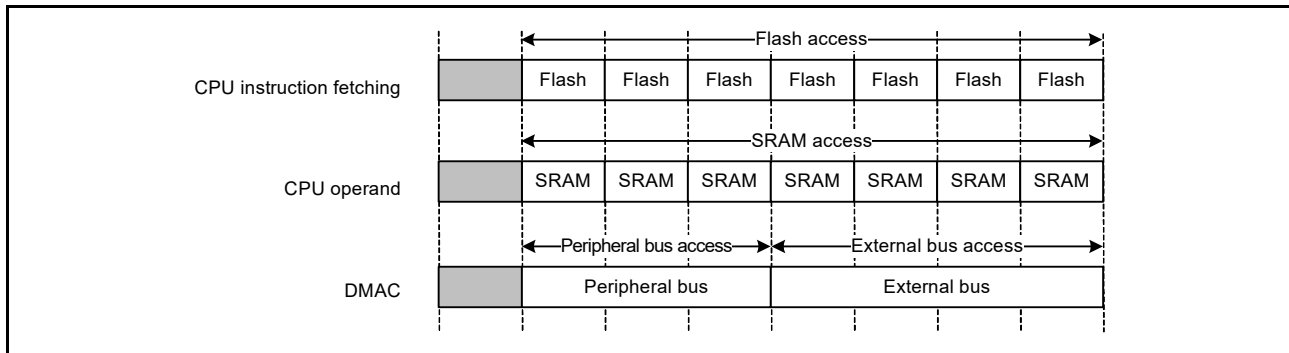 Flash access
CPU instruction fetching Flash Flash Flash Flash Flash Flash Flash
SRAM access
CPU operand SRAM SRAM SRAM SRAM SRAM SRAM SRAM
Peripheral bus access External bus access
DMAC Peripheral bus External bus